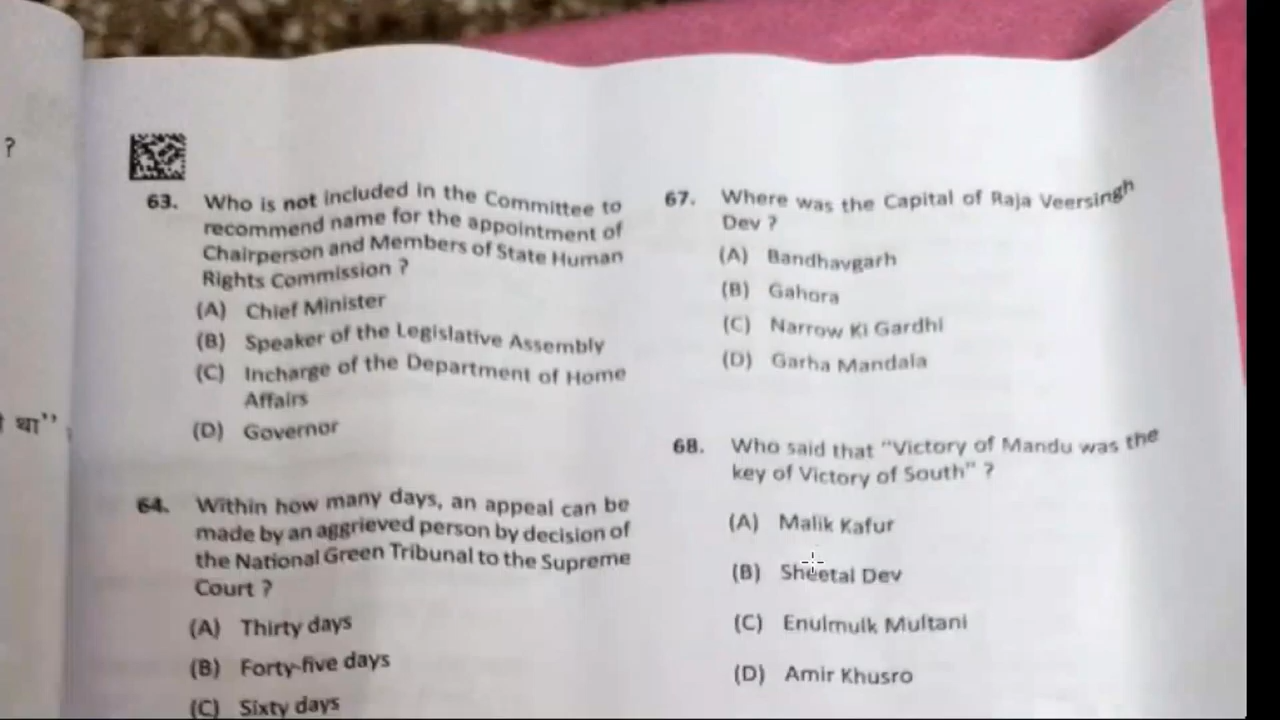 ?
था”
63. Who is not included in the Committee to
recommend name for the appointment of
Chairperson and Members of State Human
Rights Commission ?
(A) Chief Minister
(B) Speaker of the Legislative Assembly
(C) Incharge of the Department of Home
Affairs
(D) Governor
64. Within how many days, an appeal can be
made by an aggrieved person by decision of
the National Green Tribunal to the Supreme
Court ?
(A) Thirty days
(B) Forty-five days
(C) Sixty days
67. Where was the Capital of Raja Veersingh
Dev ?
(A) Bandhavgarh
(B) Gahora
(C) Narrow Ki Gardhi
(D) Garha Mandala
68. Who said that “Victory of Mandu was the
key of Victory of South” ?
(A) Malik Kafur
(B) Sheetal Dev
(C) Enulmulk Multani
(D) Amir Khusro